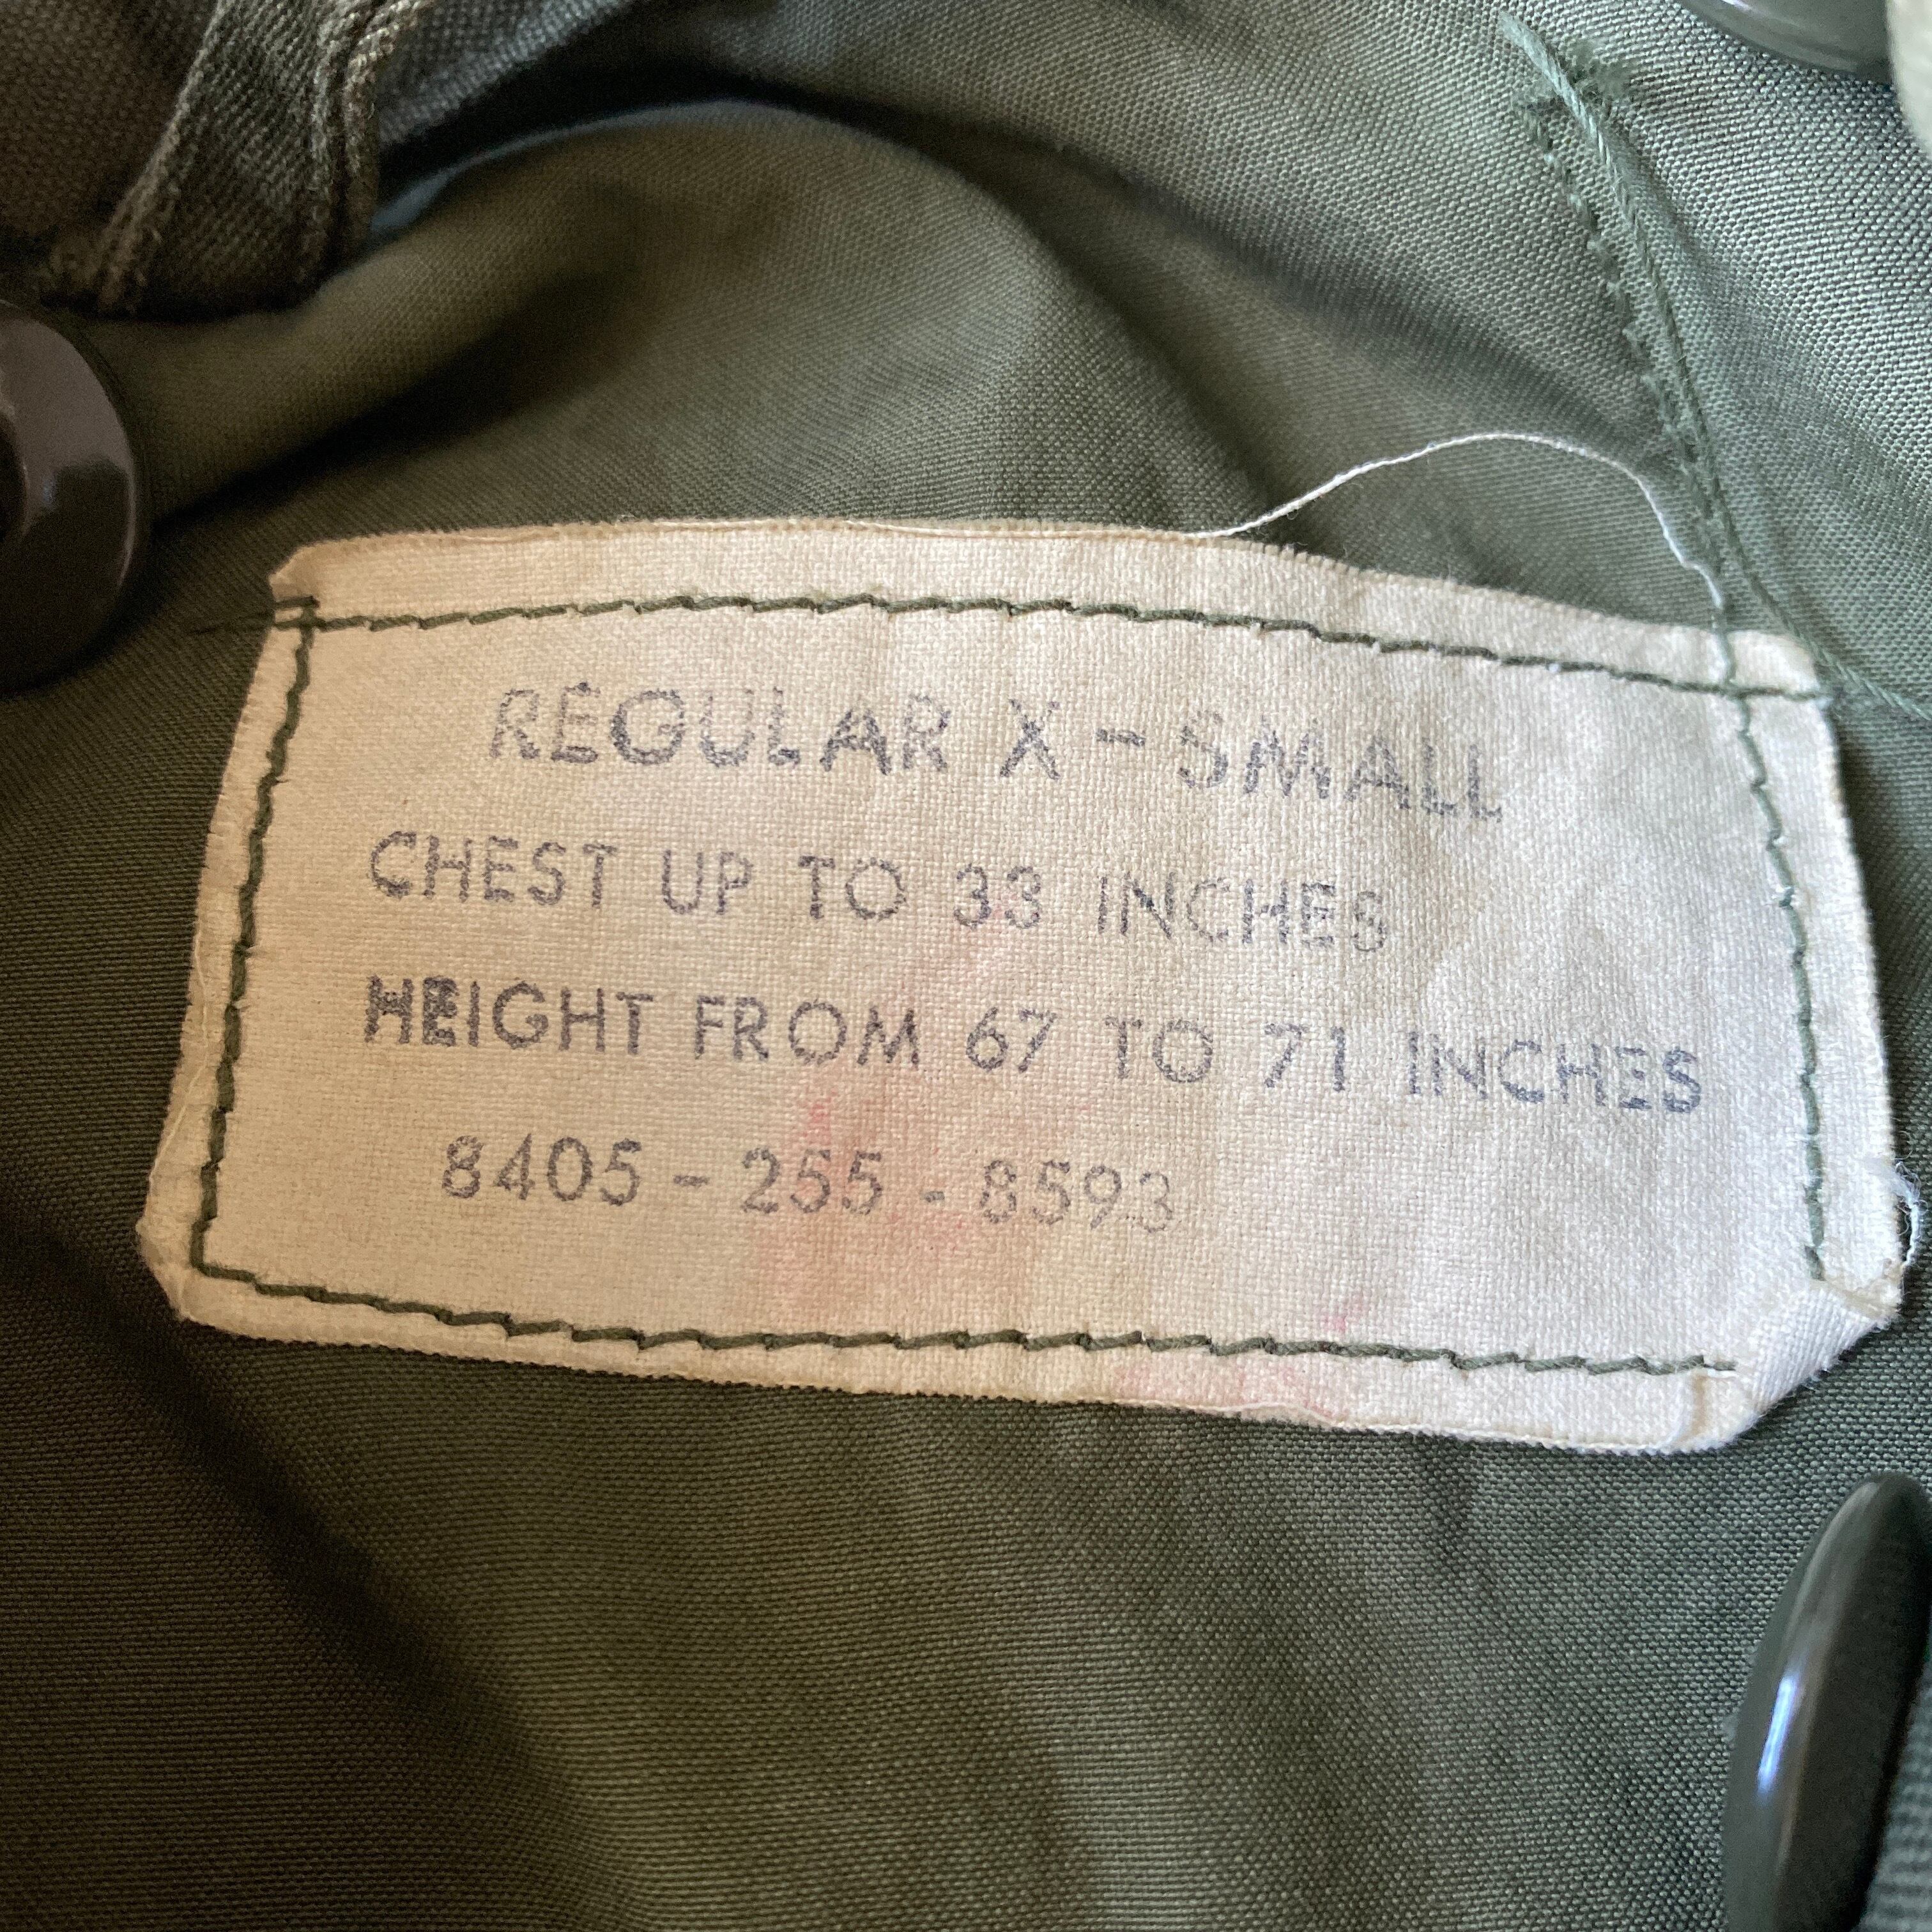 REGULAR X-SMALL
CHEST UP TO 33 INCHES
HEIGHT FROM 67 TO 71 INCHES
8405-255-8593